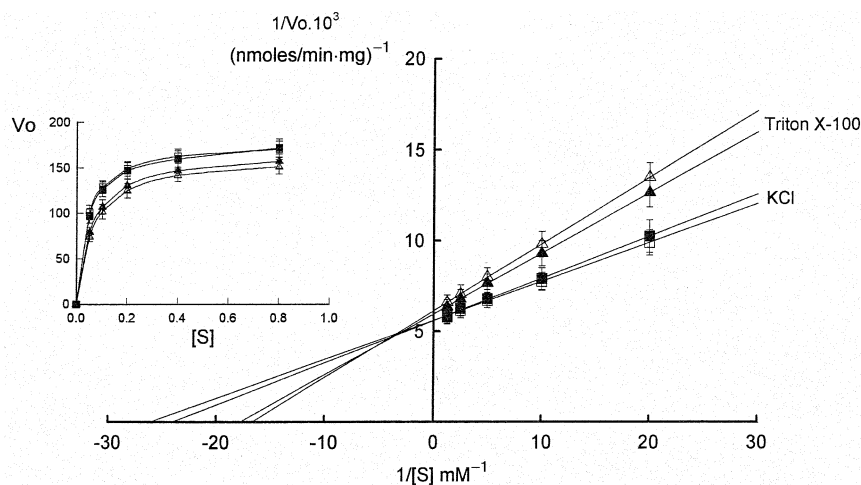 1/Vo.10³
(nmoles/min·mg)⁻¹
20
15
10
5
Triton X-100
KCl
-30 -20 -10 0 10 20 30
1/[S] mM⁻¹
Vo
200
150
100
50
0
0.0 0.2 0.4 0.6 0.8 1.0
[S]